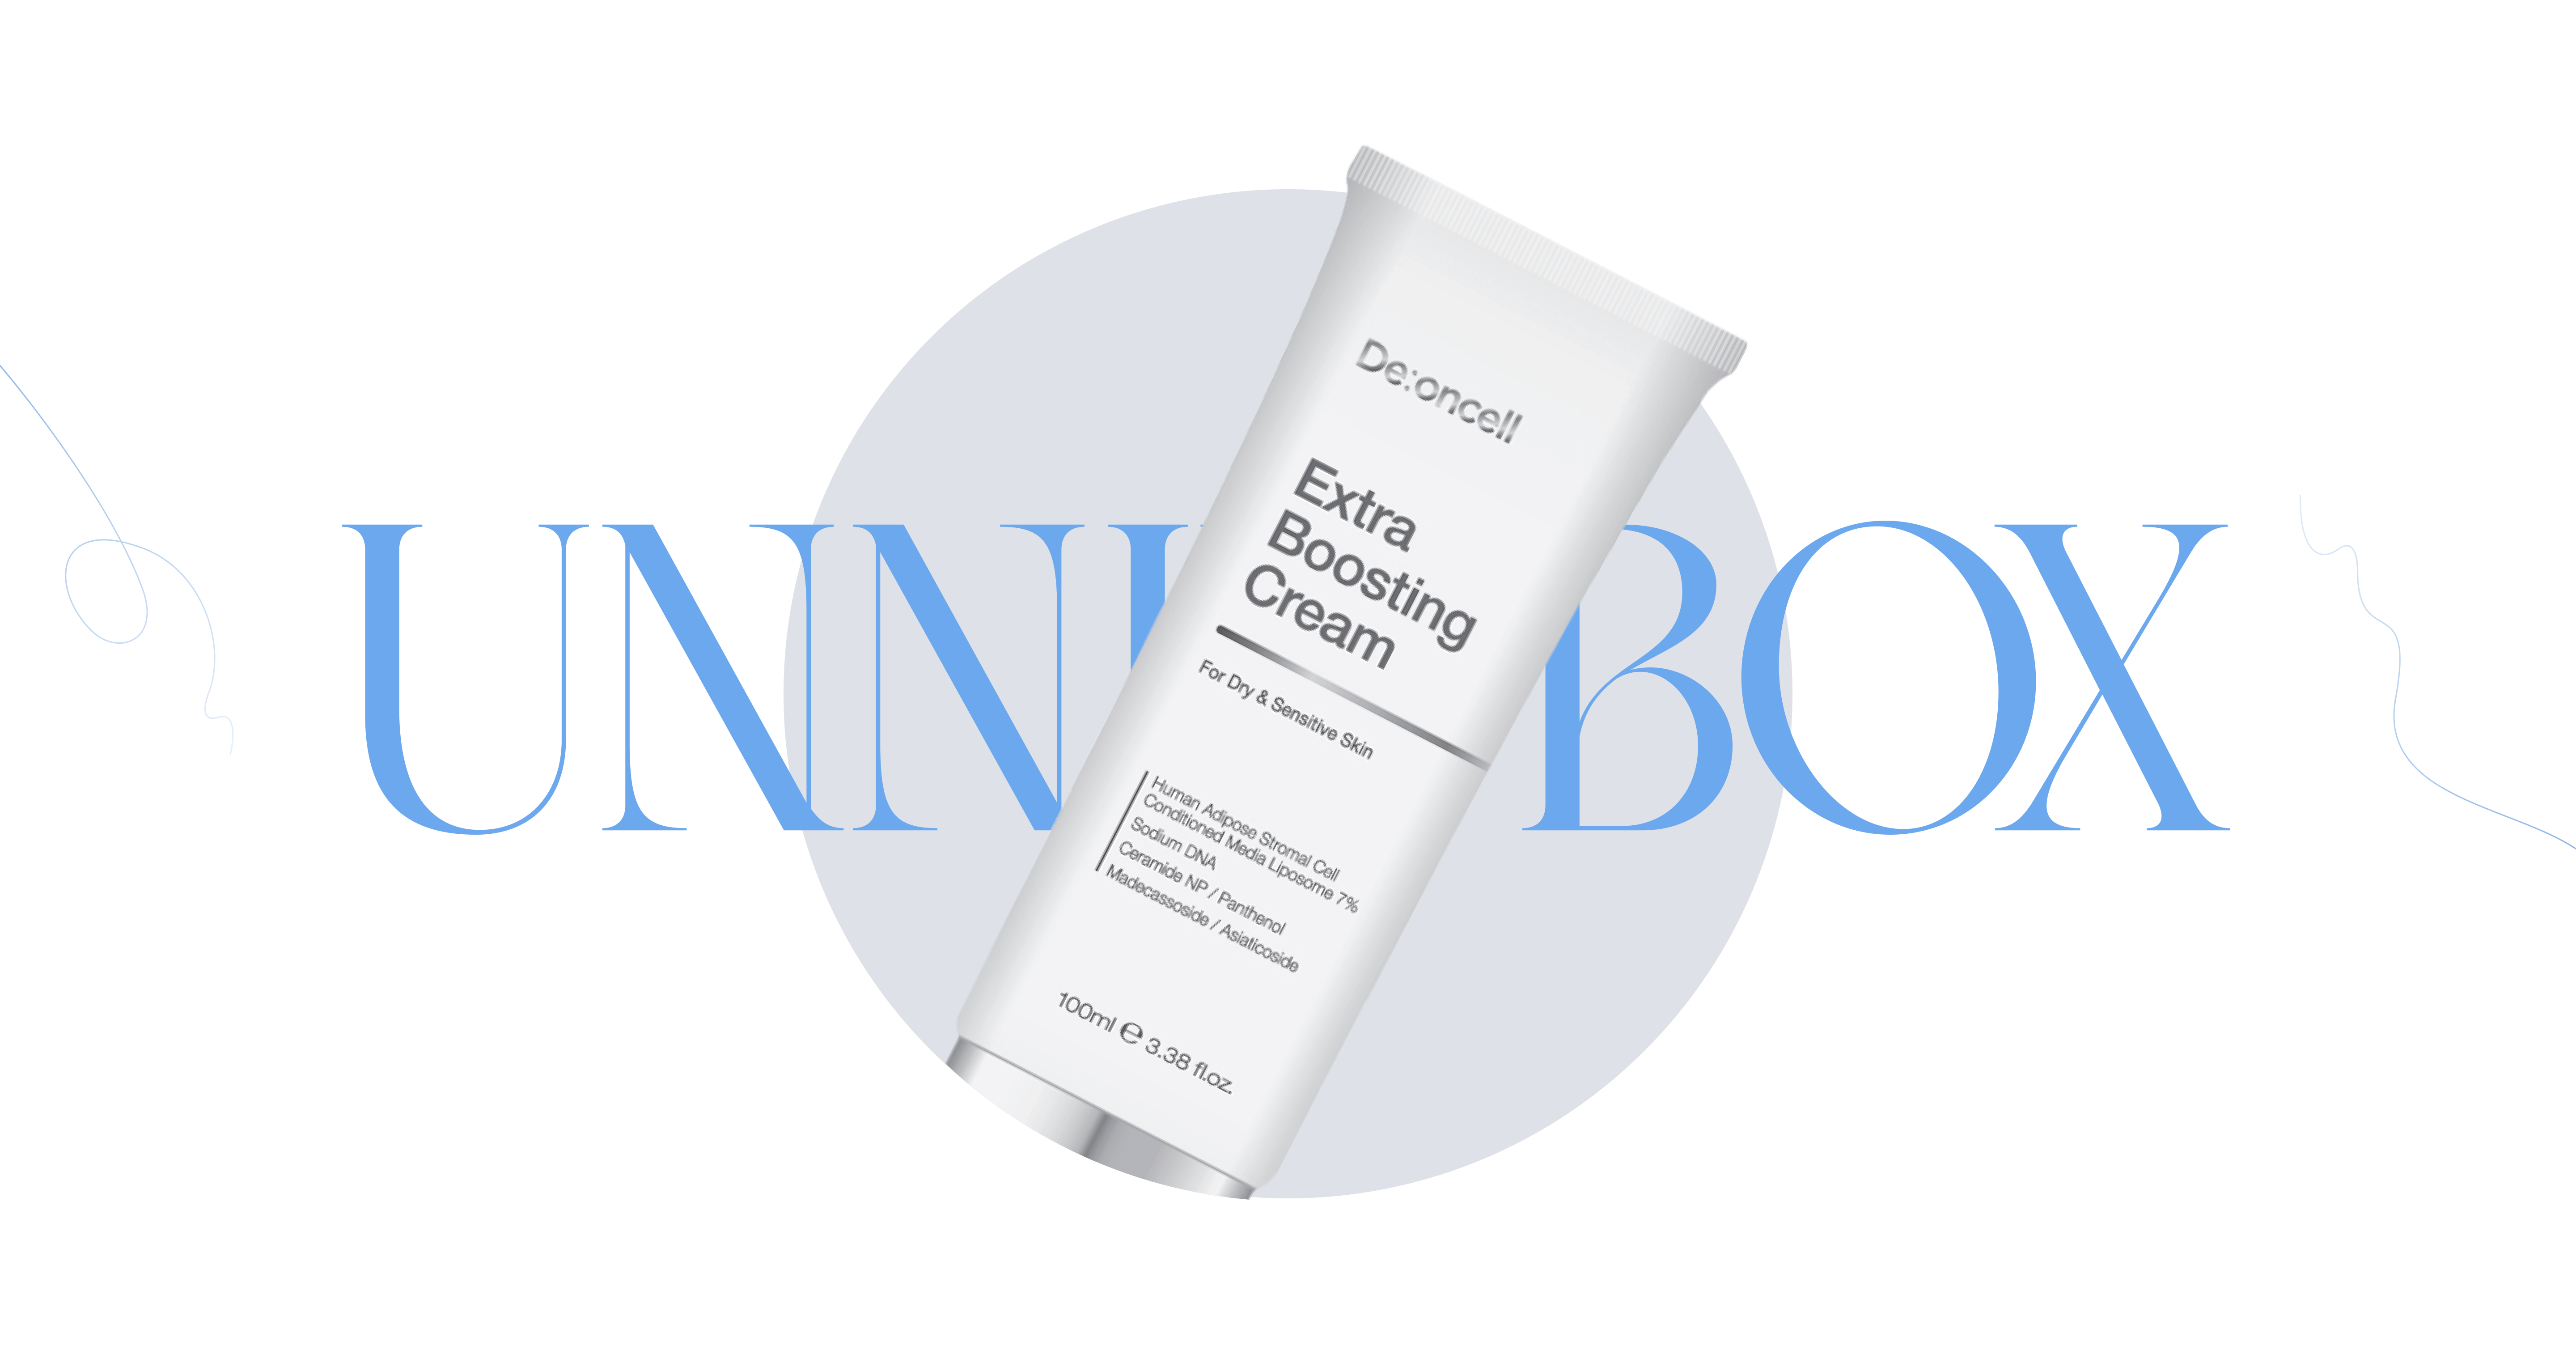 De:oncell
Extra
Boosting
Cream
UNNI BOX
For Dry & Sensitive Skin
Human Adipose Stromal Cell
Conditioned Media Liposome 7%
Sodium DNA
Ceramide NP / Panthenol
Madecassoside / Asiaticoside
100ml ℮ 3.38 fl.oz.